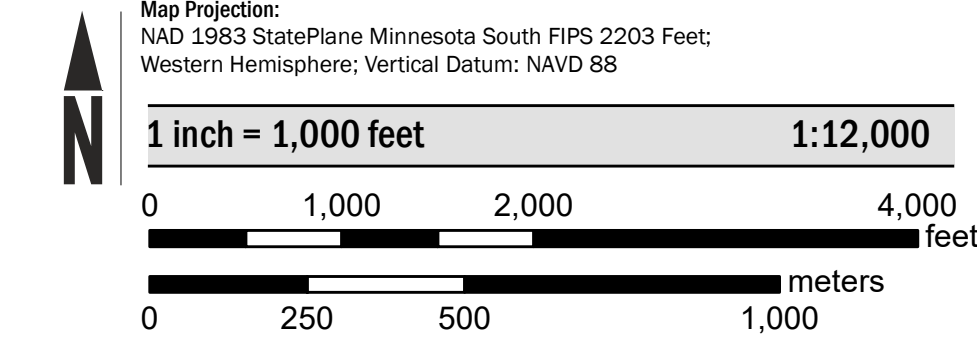 Map Projection:
NAD 1983 StatePlane Minnesota South FIPS 2203 Feet;
Western Hemisphere; Vertical Datum: NAVD 88
N
1 inch = 1,000 feet 1:12,000
0 1,000 2,000 4,000
feet
meters
0 250 500 1,000